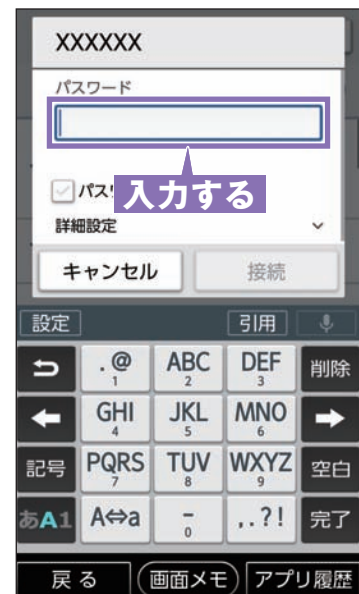 XXXXXX
パスワード
パス
入力する
詳細設定
キャンセル 接続
設定 引用
.@ ABC DEF 削除
1 2 3
GHI JKL MNO
4 5 6
記号 PQRS TUV WXYZ 空白
7 8 9
あA1 A⇔a - ,.?! 完了
0
戻る 画面メモ アプリ履歴